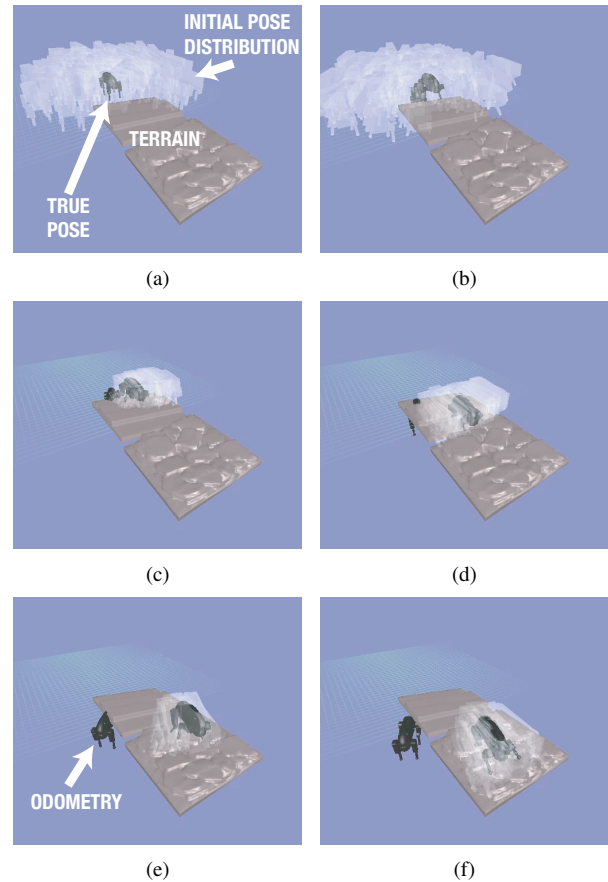 INITIAL POSE
DISTRIBUTION
TERRAIN
TRUE
POSE
(a)
(b)
(c)
(d)
ODOMETRY
(e)
(f)